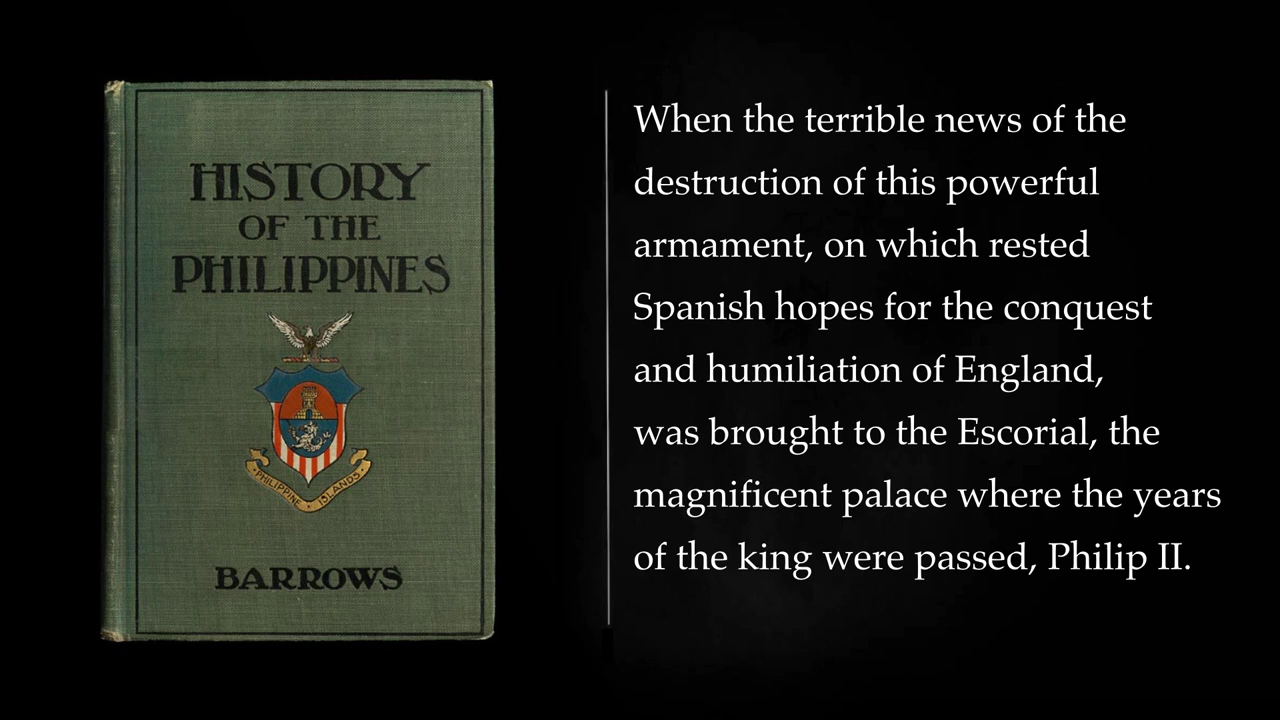 HISTORY
OF THE
PHILIPPINES
PHILIPPINE ISLANDS
BARROWS
When the terrible news of the
destruction of this powerful
armament, on which rested
Spanish hopes for the conquest
and humiliation of England,
was brought to the Escorial, the
magnificent palace where the years
of the king were passed, Philip II.